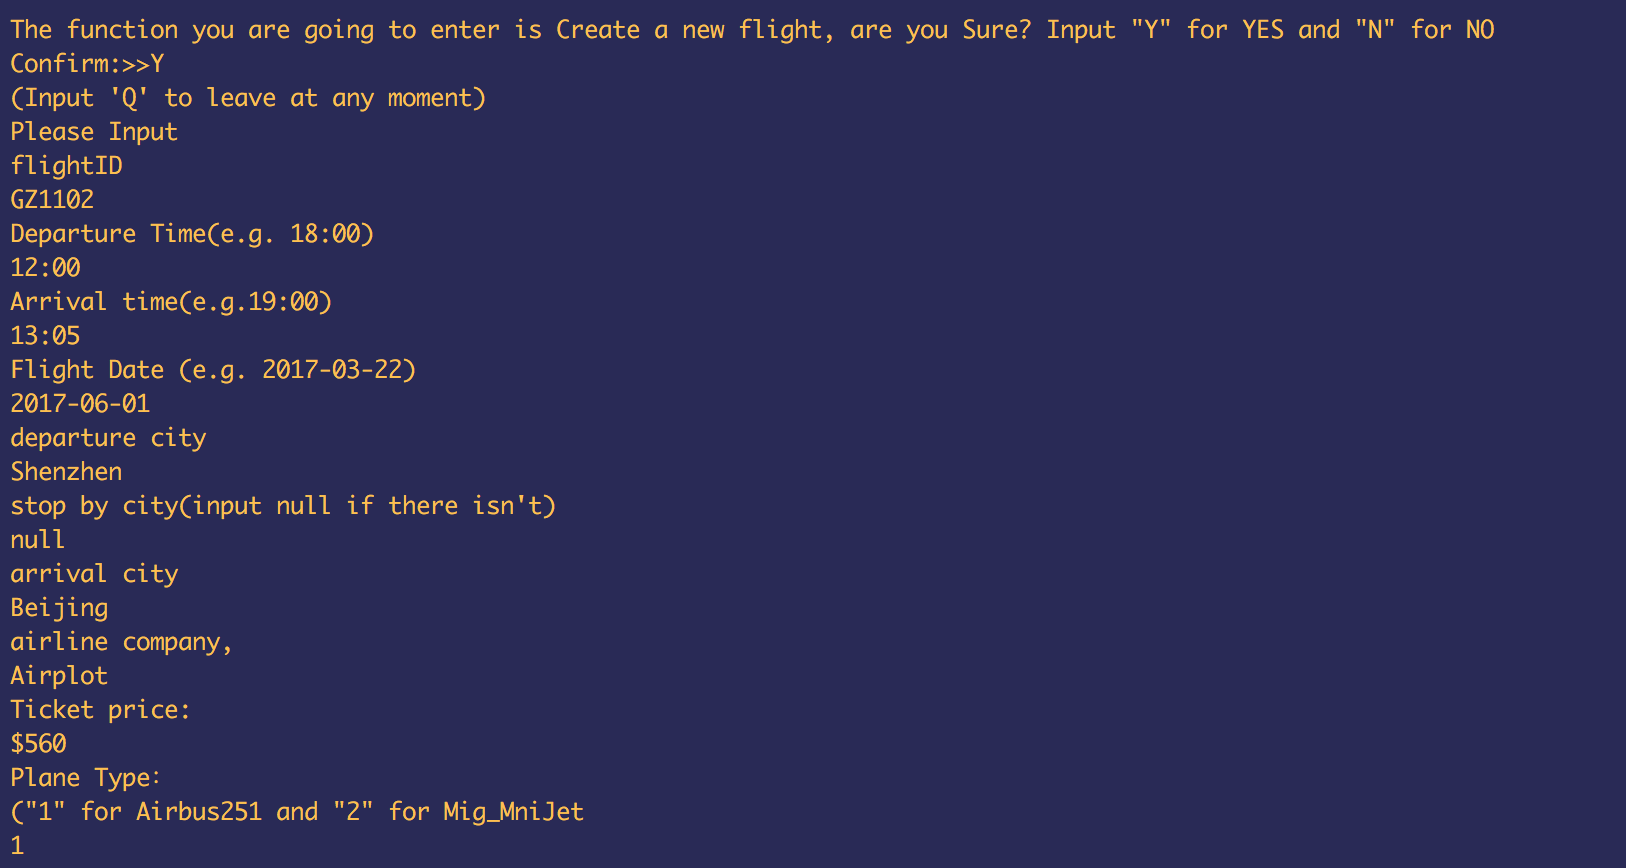 The function you are going to enter is Create a new flight, are you Sure? Input "Y" for YES and "N" for NO
Confirm:>>Y
(Input 'Q' to leave at any moment)
Please Input
flightID
GZ1102
Departure Time(e.g. 18:00)
12:00
Arrival time(e.g.19:00)
13:05
Flight Date (e.g. 2017-03-22)
2017-06-01
departure city
Shenzhen
stop by city(input null if there isn't)
null
arrival city
Beijing
airline company,
Airplot
Ticket price:
$560
Plane Type:
("1" for Airbus251 and "2" for Mig_MniJet
1